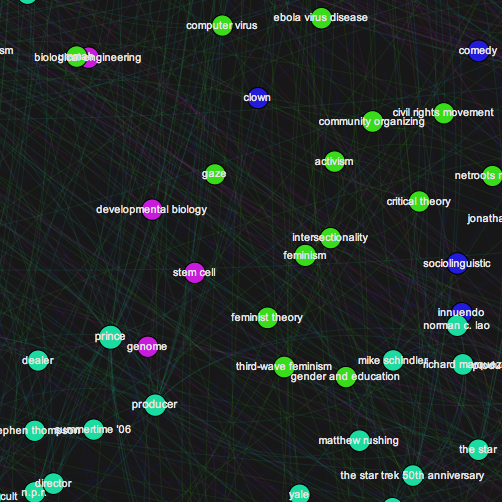 ebola virus disease
computer virus
comedy
sm
biological engineering
clown
civil rights movement
community organizing
activism
gaze
netroots
critical theory
developmental biology
jonatha
intersectionality
feminism
sociolinguistic
stem cell
innuendo
feminist theory
norman c. lao
prince
genome
dealer
mike schindler
third-wave feminism
gender and education
producer
ephen thompson
summertime '06
matthew rushing
the star
the star trek 50th anniversary
director
n.p.r.
cult
yale